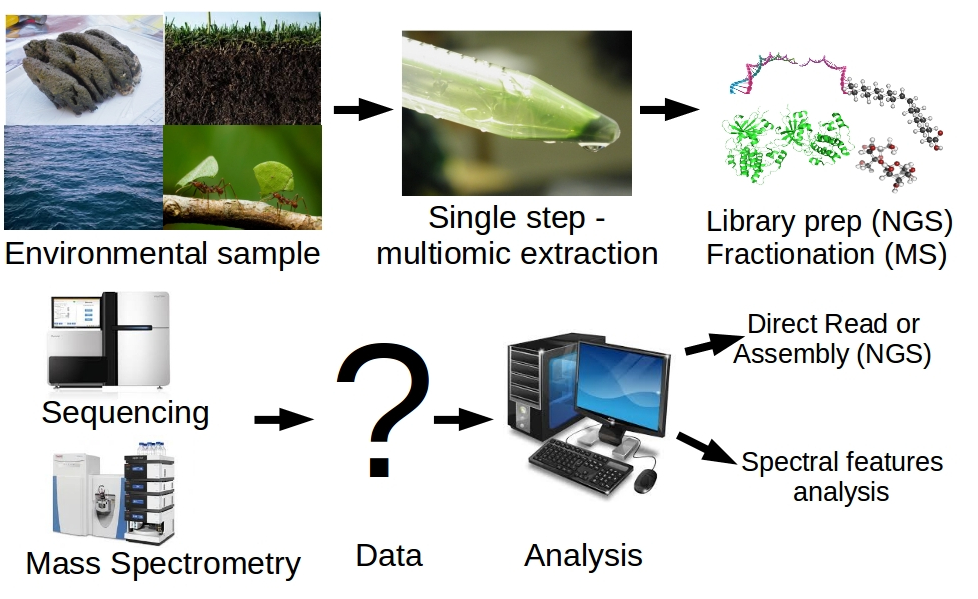 Environmental sample
Single step -
multiomic extraction
Library prep (NGS)
Fractionation (MS)
Sequencing
Mass Spectrometry
?
Data
Analysis
Direct Read or
Assembly (NGS)
Spectral features
analysis